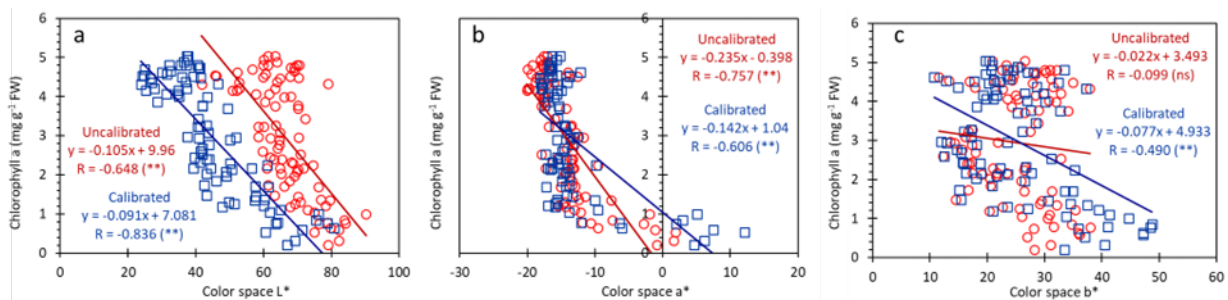 a
Uncalibrated
y = -0.105x + 9.96
R = -0.648 (**)
Calibrated
y = -0.091x + 7.081
R = -0.836 (**)
Chlorophyll a (mg g⁻¹ FW)
6
5
4
3
2
1
0
0 20 40 60 80 100
Color space L*
b
Uncalibrated
y = -0.235x - 0.398
R = -0.757 (**)
Calibrated
y = -0.142x + 1.04
R = -0.606 (**)
Chlorophyll a (mg g⁻¹ FW)
6
5
4
3
2
1
0
-30 -20 -10 0 10 20
Color space a*
c
Uncalibrated
y = -0.022x + 3.493
R = -0.099 (ns)
Calibrated
y = -0.077x + 4.933
R = -0.490 (**)
Chlorophyll a (mg g⁻¹ FW)
6
5
4
3
2
1
0
0 10 20 30 40 50 60
Color space b*